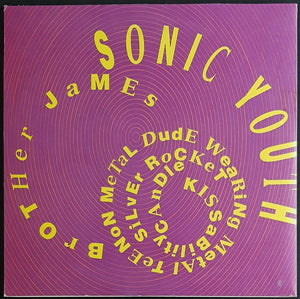 SONIC YOUTH
BrOTHer JaMEs
NON MeTaL DudE WeaRiNg MetAl TeE
SiLVeR RoCKeT
KISSaBiLity
CANDlE